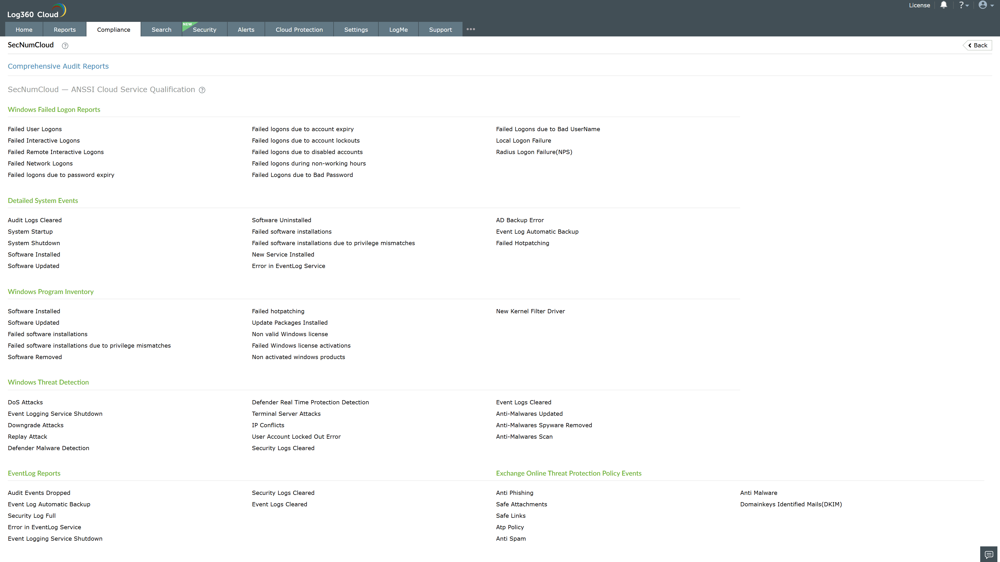 Log360 Cloud
License
?
Home
Reports
Compliance
Search
NEW
Security
Alerts
Cloud Protection
Settings
LogMe
Support
SecNumCloud ?
Back
Comprehensive Audit Reports
SecNumCloud — ANSSI Cloud Service Qualification ?
Windows Failed Logon Reports
Failed User Logons
Failed Interactive Logons
Failed Remote Interactive Logons
Failed Network Logons
Failed logons due to password expiry
Failed logons due to account expiry
Failed logons due to account lockouts
Failed logons due to disabled accounts
Failed logons during non-working hours
Failed Logons due to Bad Password
Failed Logons due to Bad UserName
Local Logon Failure
Radius Logon Failure(NPS)
Detailed System Events
Audit Logs Cleared
System Startup
System Shutdown
Software Installed
Software Updated
Software Uninstalled
Failed software installations
Failed software installations due to privilege mismatches
New Service Installed
Error in EventLog Service
AD Backup Error
Event Log Automatic Backup
Failed Hotpatching
Windows Program Inventory
Software Installed
Software Updated
Failed software installations
Failed software installations due to privilege mismatches
Software Removed
Failed hotpatching
Update Packages Installed
Non valid Windows license
Failed Windows license activations
Non activated windows products
New Kernel Filter Driver
Windows Threat Detection
DoS Attacks
Event Logging Service Shutdown
Downgrade Attacks
Replay Attack
Defender Malware Detection
Defender Real Time Protection Detection
Terminal Server Attacks
IP Conflicts
User Account Locked Out Error
Security Logs Cleared
Event Logs Cleared
Anti-Malwares Updated
Anti-Malwares Spyware Removed
Anti-Malwares Scan
EventLog Reports
Audit Events Dropped
Event Log Automatic Backup
Security Log Full
Error in EventLog Service
Event Logging Service Shutdown
Security Logs Cleared
Event Logs Cleared
Exchange Online Threat Protection Policy Events
Anti Phishing
Safe Attachments
Safe Links
Atp Policy
Anti Spam
Anti Malware
Domainkeys Identified Mails(DKIM)